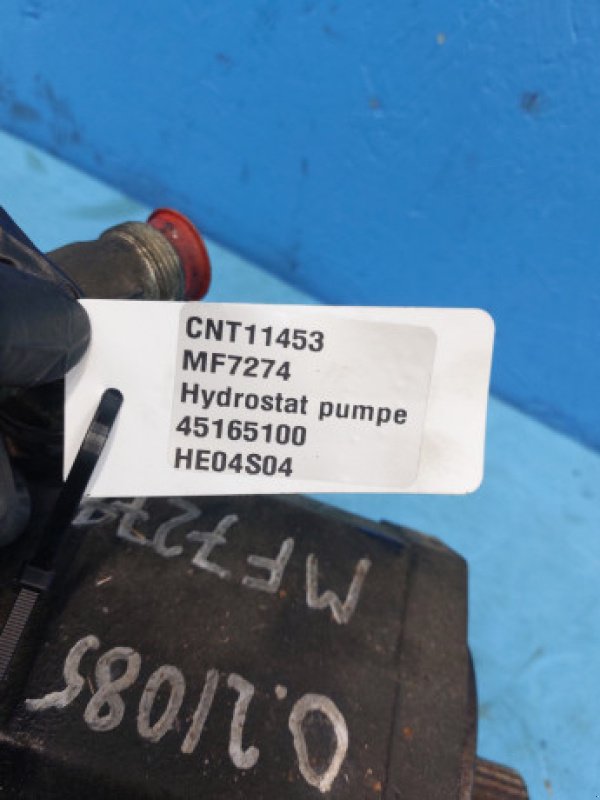 CNT11453
MF7274
Hydrostat pumpe
45165100
HE04S04
MF7274
0.21085